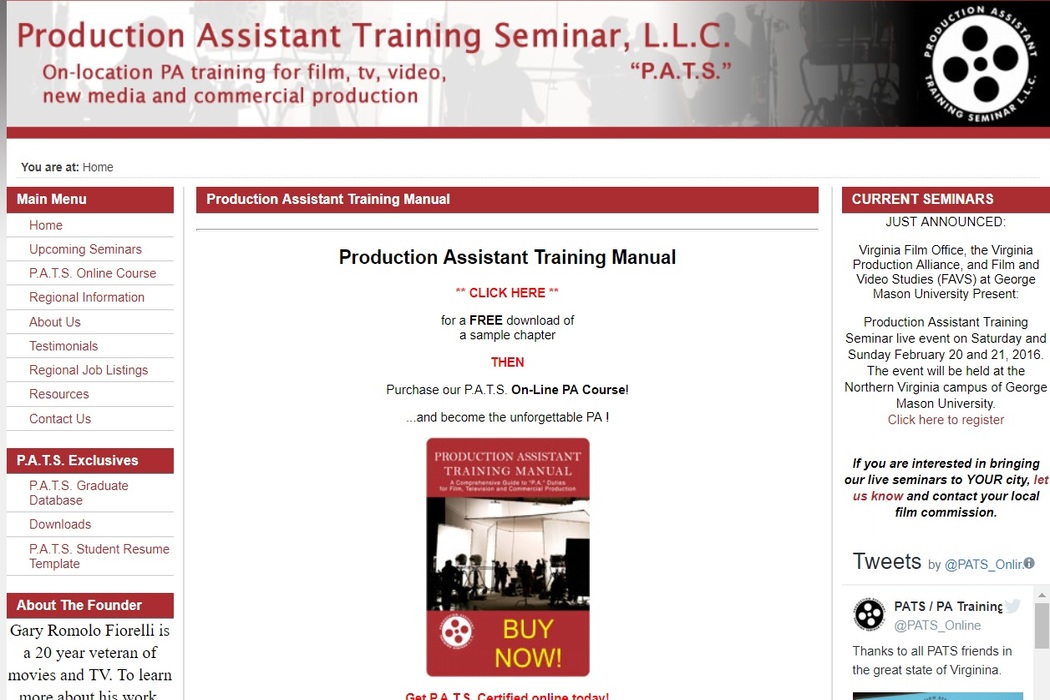 Production Assistant Training Seminar, L.L.C.
On-location PA training for film, tv, video,
new media and commercial production
“P.A.T.S.”
PRODUCTION ASSISTANT
TRAINING SEMINAR L.L.C.
You are at: Home
Main Menu
Home
Upcoming Seminars
P.A.T.S. Online Course
Regional Information
About Us
Testimonials
Regional Job Listings
Resources
Contact Us
P.A.T.S. Exclusives
P.A.T.S. Graduate
Database
Downloads
P.A.T.S. Student Resume
Template
About The Founder
Gary Romolo Fiorelli is
a 20 year veteran of
movies and TV. To learn
more about his work
Production Assistant Training Manual
Production Assistant Training Manual
** CLICK HERE **
for a FREE download of
a sample chapter
THEN
Purchase our P.A.T.S. On-Line PA Course!
...and become the unforgettable PA !
PRODUCTION ASSISTANT
TRAINING MANUAL
A Comprehensive Guide to "P.A." Duties
for Film, Television and Commercial Production
BUY
NOW!
Get P.A.T.S. Certified online today!
CURRENT SEMINARS
JUST ANNOUNCED:
Virginia Film Office, the Virginia
Production Alliance, and Film and
Video Studies (FAVS) at George
Mason University Present:
Production Assistant Training
Seminar live event on Saturday and
Sunday February 20 and 21, 2016.
The event will be held at the
Northern Virginia campus of George
Mason University.
Click here to register
If you are interested in bringing
our live seminars to YOUR city, let
us know and contact your local
film commission.
Tweets by @PATS_Onlin
PATS / PA Training
@PATS_Online
Thanks to all PATS friends in
the great state of Virginina.